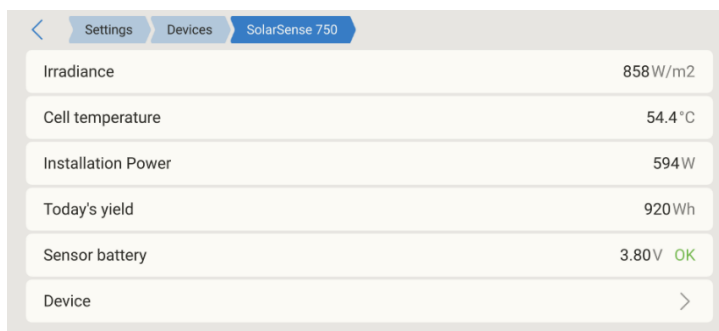 Settings Devices SolarSense 750
Irradiance 858W/m2
Cell temperature 54.4°C
Installation Power 594W
Today's yield 920Wh
Sensor battery 3.80V OK
Device